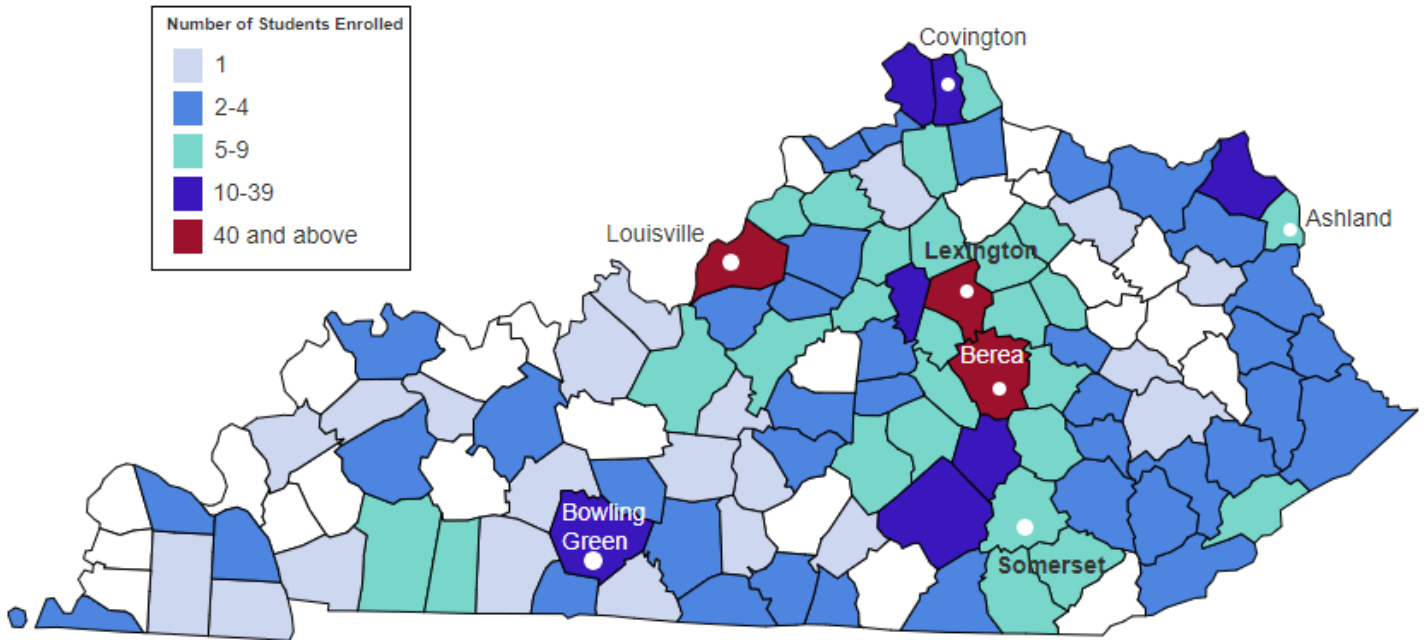 Number of Students Enrolled
1
2-4
5-9
10-39
40 and above
Covington
Louisville
Ashland
Lexington
Berea
Bowling
Green
Somerset